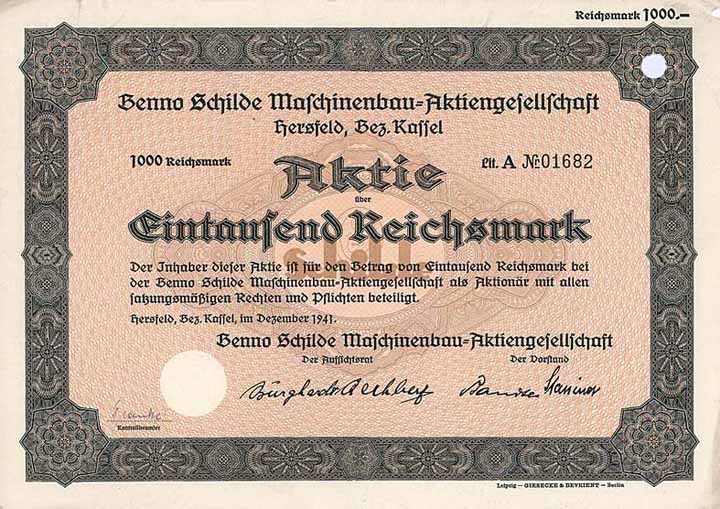 Reichsmark 1000.–
Benno Schilde Maschinenbau-Aktiengesellschaft
Hersfeld, Bez. Kassel
1000 Reichsmark
Lit. A №01682
Aktie
über
Eintausend Reichsmark
Der Inhaber dieser Aktie ist für den Betrag von Eintausend Reichsmark bei
der Benno Schilde Maschinenbau-Aktiengesellschaft als Aktionär mit allen
satzungsmäßigen Rechten und Pflichten beteiligt.
Hersfeld, Bez. Kassel, im Dezember 1941.
Benno Schilde Maschinenbau-Aktiengesellschaft
Der Aufsichtsrat
Der Vorstand
Kontrollbeamter
Leipzig — GIESECKE & DEVRIENT — Berlin